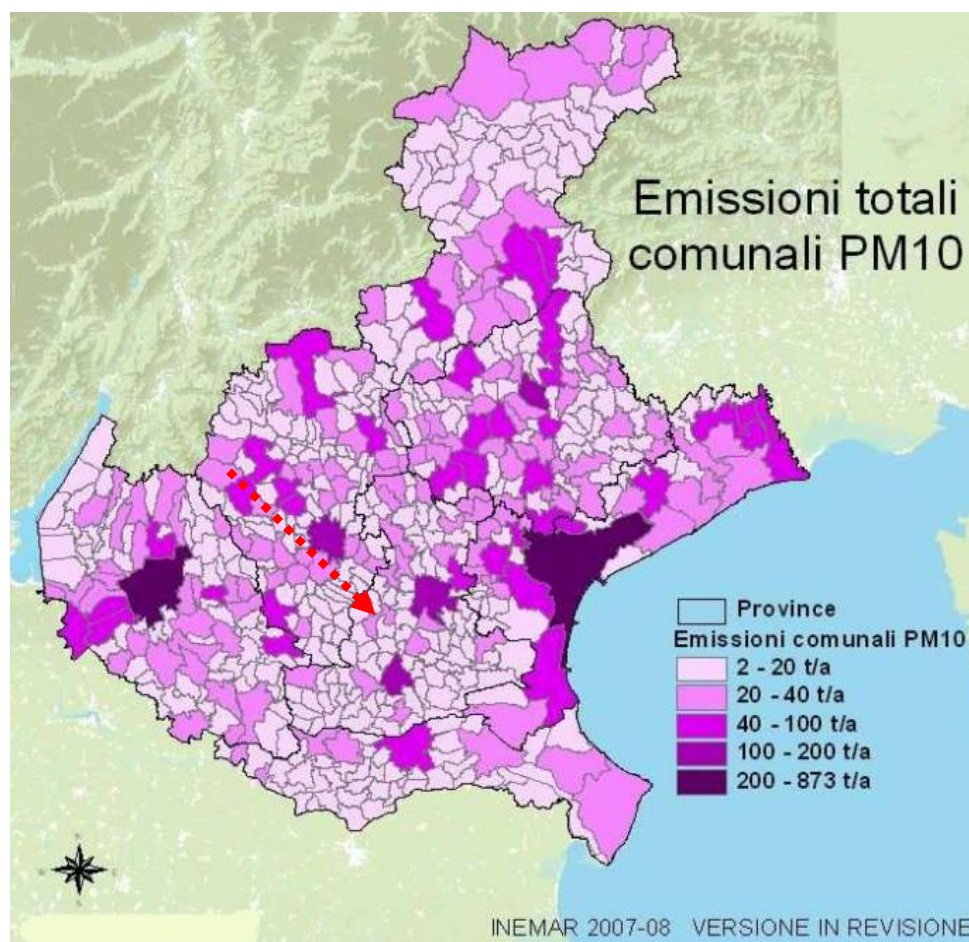 Emissioni totali
comunali PM10
Province
Emissioni comunali PM10
2 - 20 t/a
20 - 40 t/a
40 - 100 t/a
100 - 200 t/a
200 - 873 t/a
INEMAR 2007-08 VERSIONE IN REVISIONE